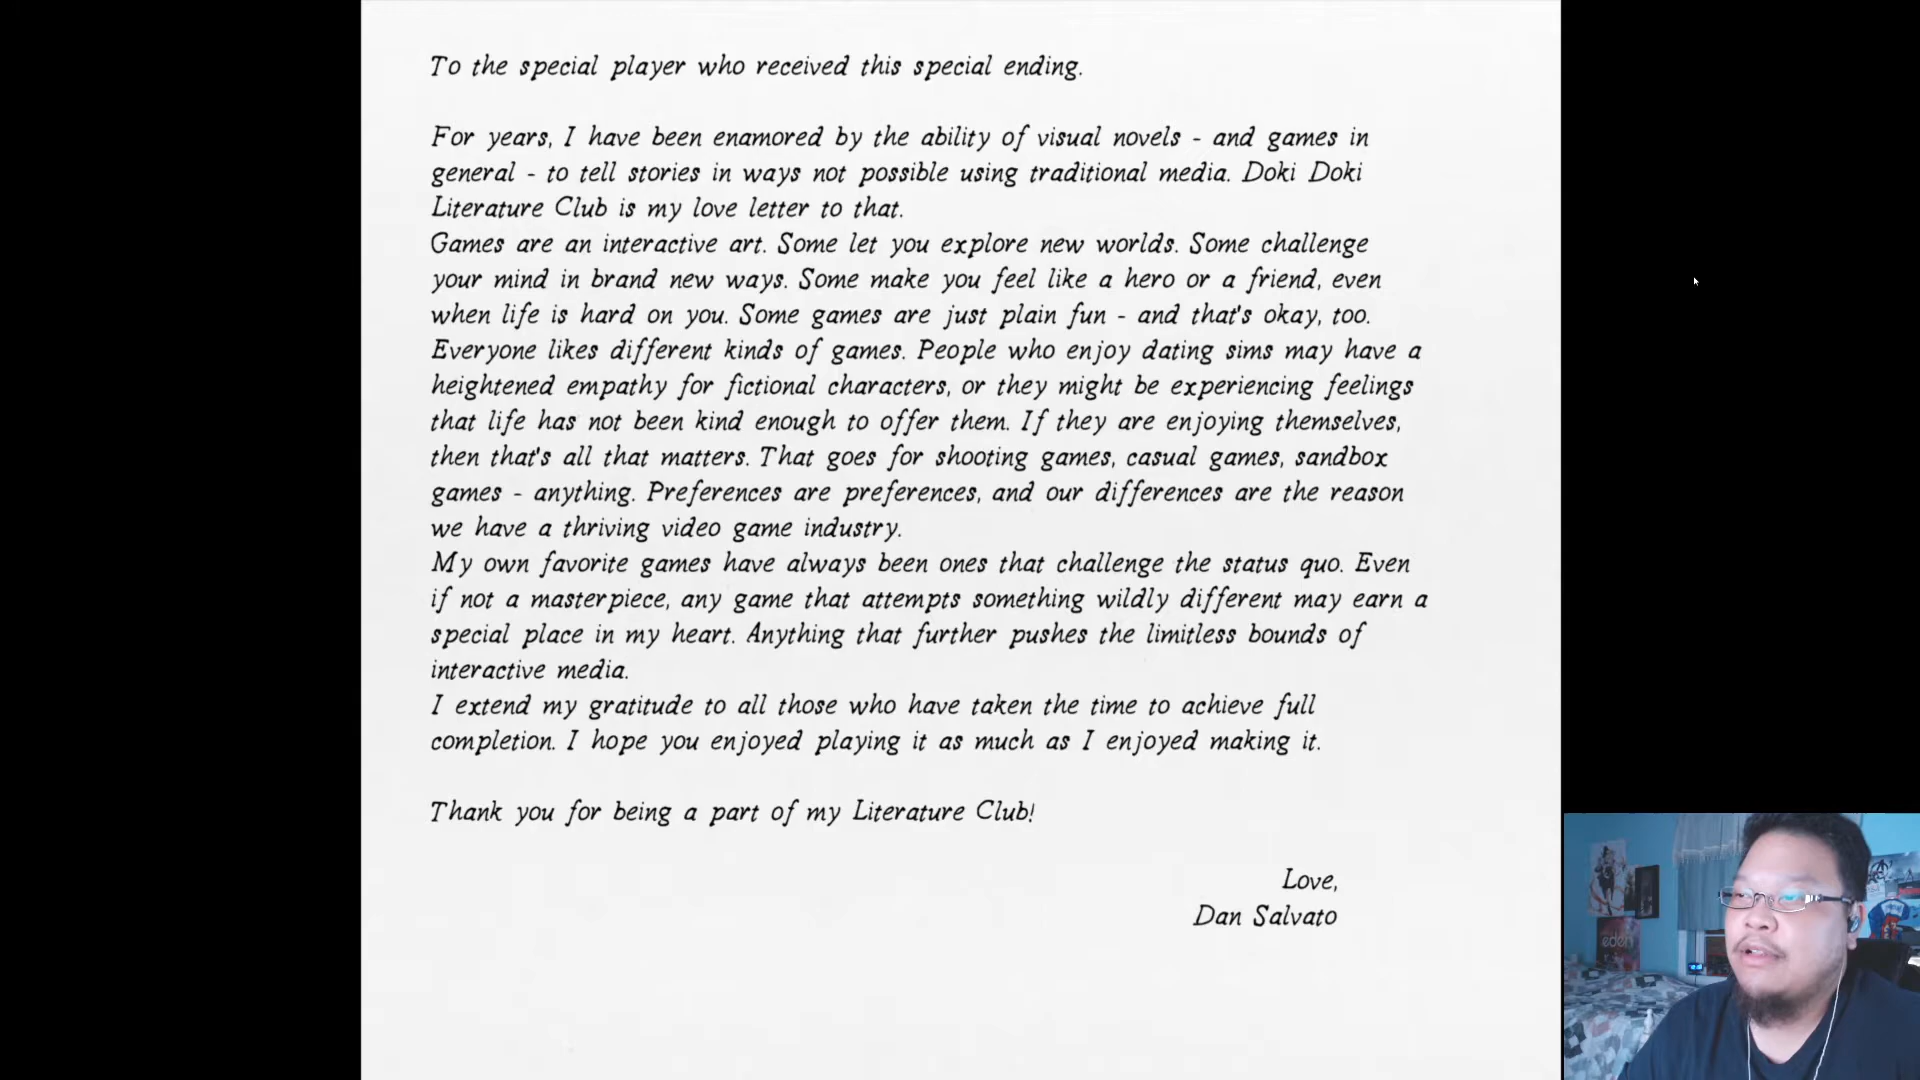 To the special player who received this special ending.
For years, I have been enamored by the ability of visual novels - and games in
general - to tell stories in ways not possible using traditional media. Doki Doki
Literature Club is my love letter to that.
Games are an interactive art. Some let you explore new worlds. Some challenge
your mind in brand new ways. Some make you feel like a hero or a friend, even
when life is hard on you. Some games are just plain fun - and that's okay, too.
Everyone likes different kinds of games. People who enjoy dating sims may have a
heightened empathy for fictional characters, or they might be experiencing feelings
that life has not been kind enough to offer them. If they are enjoying themselves,
then that's all that matters. That goes for shooting games, casual games, sandbox
games - anything. Preferences are preferences, and our differences are the reason
we have a thriving video game industry.
My own favorite games have always been ones that challenge the status quo. Even
if not a masterpiece, any game that attempts something wildly different may earn a
special place in my heart. Anything that further pushes the limitless bounds of
interactive media.
I extend my gratitude to all those who have taken the time to achieve full
completion. I hope you enjoyed playing it as much as I enjoyed making it.
Thank you for being a part of my Literature Club!
Love,
Dan Salvato
eden